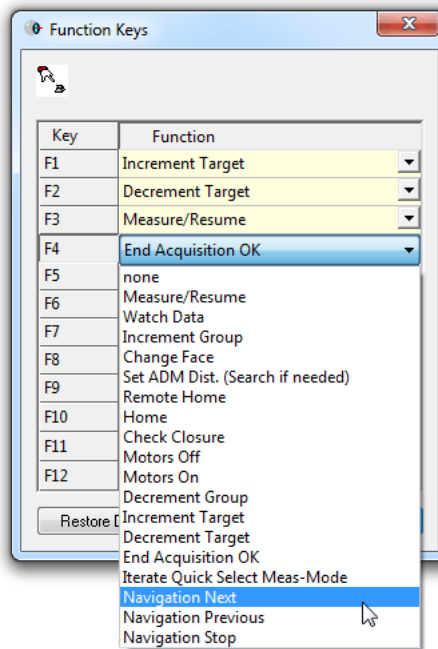 Function Keys
Key Function
F1 Increment Target
F2 Decrement Target
F3 Measure/Resume
F4 End Acquisition OK
F5
F6
F7
F8
F9
F10
F11
F12
none
Measure/Resume
Watch Data
Increment Group
Change Face
Set ADM Dist. (Search if needed)
Remote Home
Home
Check Closure
Motors Off
Motors On
Decrement Group
Increment Target
Decrement Target
End Acquisition OK
Iterate Quick Select Meas-Mode
Navigation Next
Navigation Previous
Navigation Stop
Restore